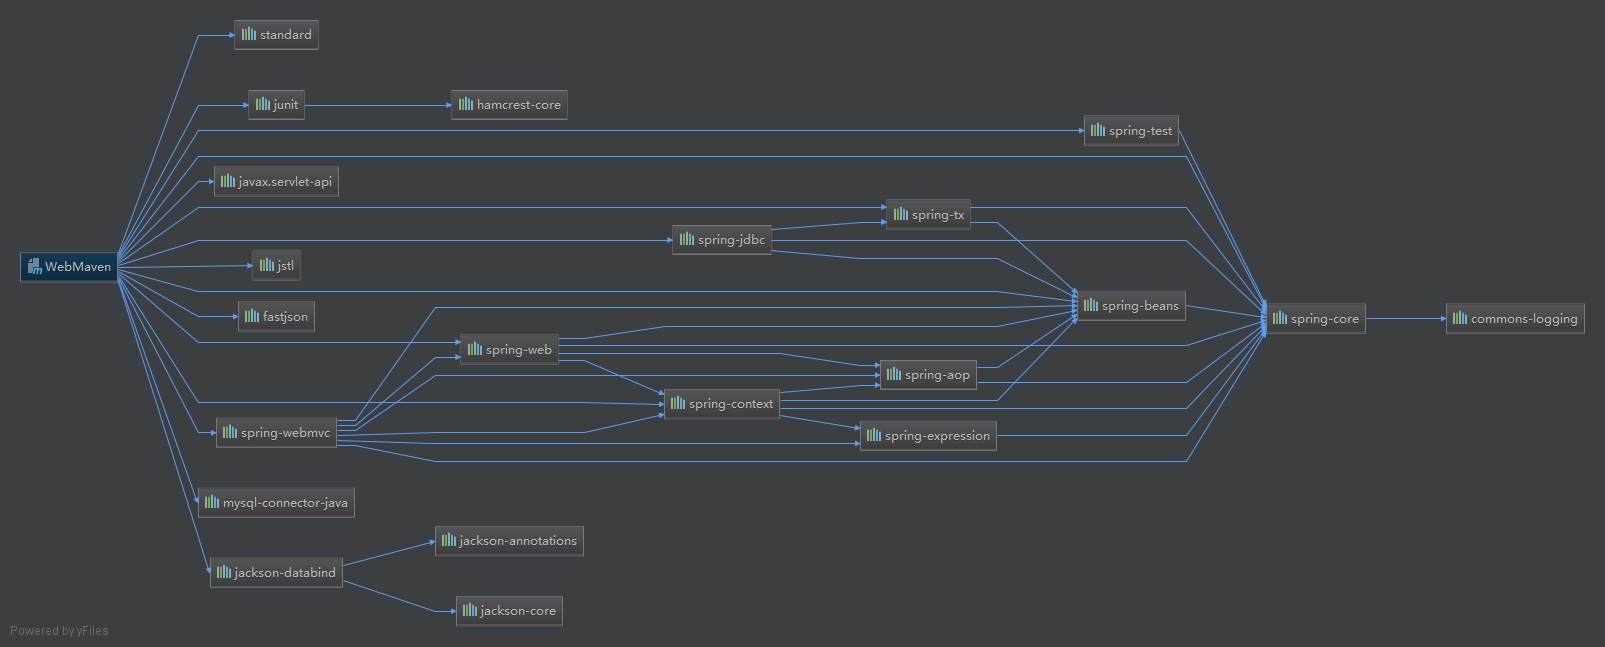 standard
junit
hamcrest-core
spring-test
javax.servlet-api
spring-tx
spring-jdbc
WebMaven
jstl
spring-beans
fastjson
spring-core
commons-logging
spring-web
spring-aop
spring-context
spring-webmvc
spring-expression
mysql-connector-java
jackson-annotations
jackson-databind
jackson-core
Powered by yFiles